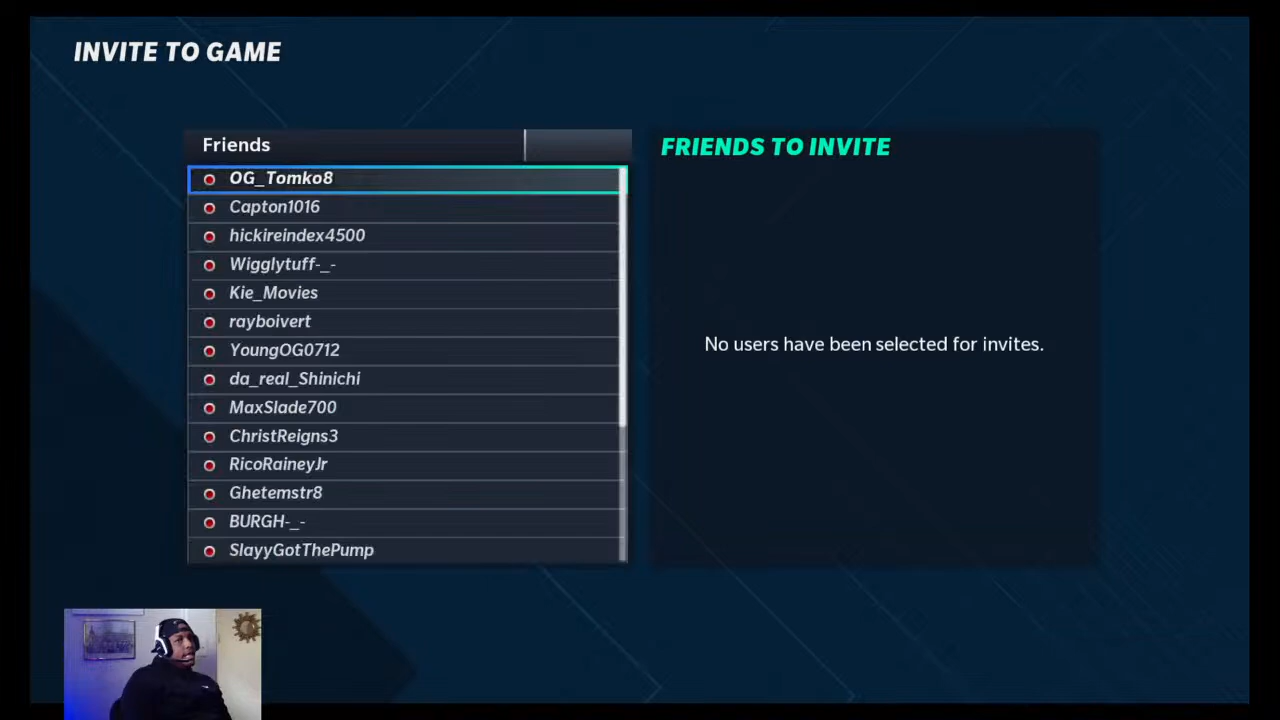 INVITE TO GAME
Friends
OG_Tomko8
Capton1016
hickireindex4500
Wigglytuff-_-
Kie_Movies
rayboivert
YoungOG0712
da_real_Shinichi
MaxSlade700
ChristReigns3
RicoRaineyJr
Ghetemstr8
BURGH-_-
SlayyGotThePump
FRIENDS TO INVITE
No users have been selected for invites.